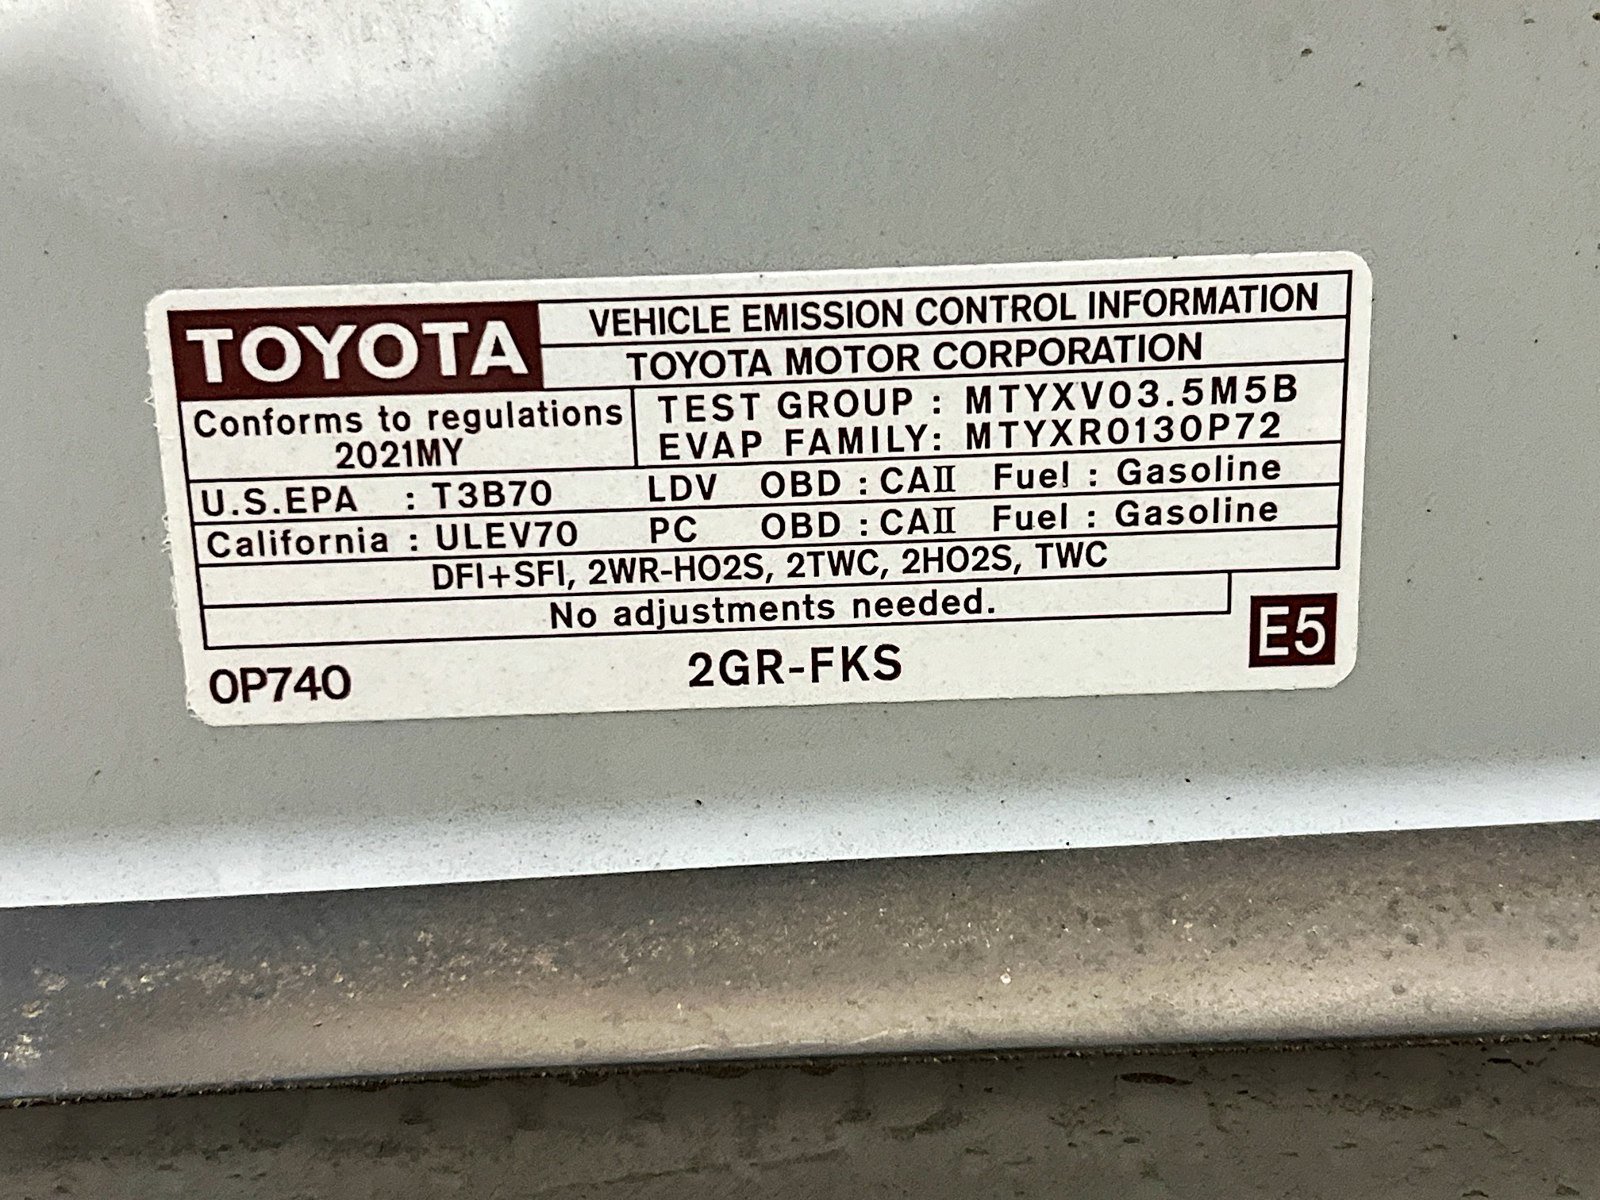 TOYOTA
VEHICLE EMISSION CONTROL INFORMATION
TOYOTA MOTOR CORPORATION
Conforms to regulations
2021MY
TEST GROUP : MTYXV03.5M5B
EVAP FAMILY: MTYXR0130P72
U.S.EPA : T3B70 LDV OBD : CAII Fuel : Gasoline
California : ULEV70 PC OBD : CAII Fuel : Gasoline
DFI+SFI, 2WR-HO2S, 2TWC, 2HO2S, TWC
No adjustments needed.
0P740 2GR-FKS E5